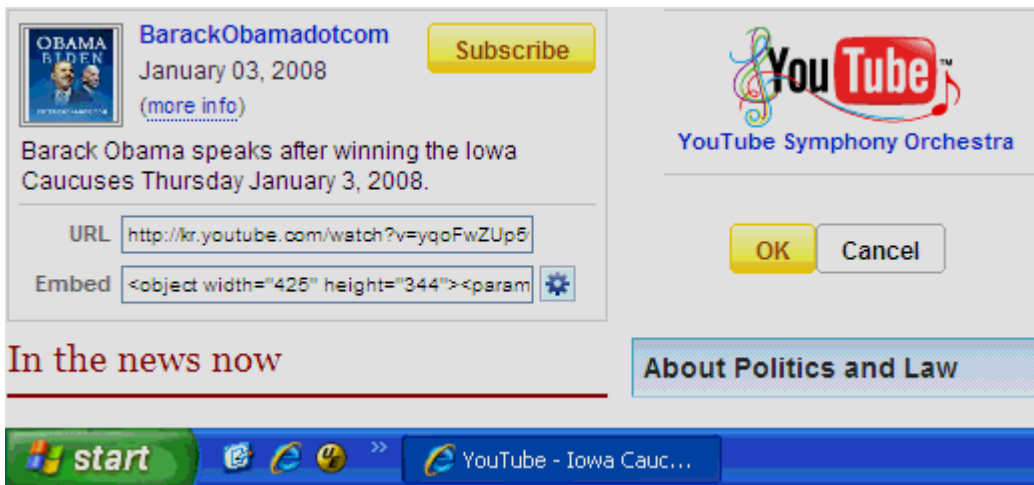 OBAMA
BIDEN
BarackObamadotcom
January 03, 2008
(more info)
Subscribe
Barack Obama speaks after winning the Iowa
Caucuses Thursday January 3, 2008.
URL http://kr.youtube.com/watch?v=yqoFwZUp5
Embed <object width="425" height="344"><param
YouTube™
YouTube Symphony Orchestra
OK Cancel
In the news now
About Politics and Law
start
YouTube - Iowa Cauc...